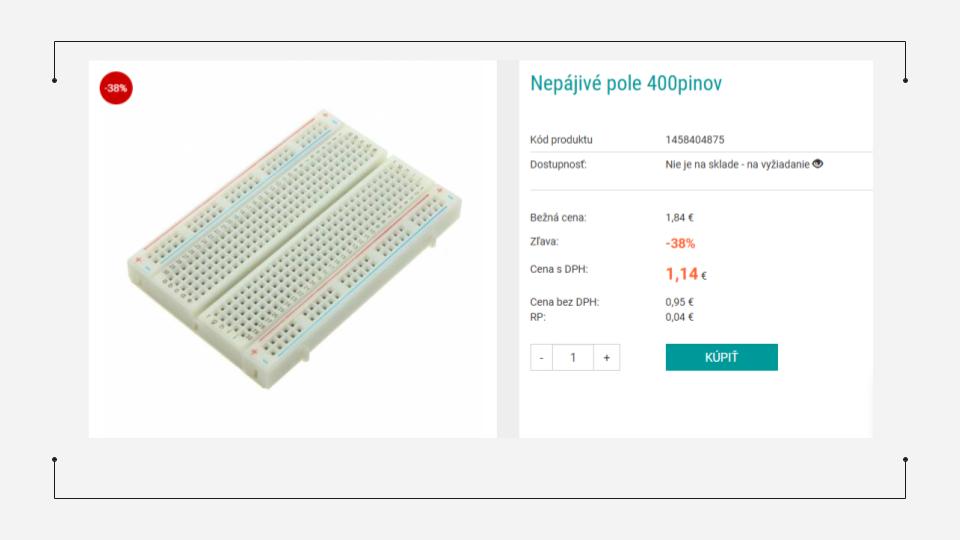 -38%
Nepájivé pole 400pinov
Kód produktu 1458404875
Dostupnosť: Nie je na sklade - na vyžiadanie
Bežná cena: 1,84 €
Zľava: -38%
Cena s DPH: 1,14 €
Cena bez DPH: 0,95 €
RP: 0,04 €
- 1 + KÚPIŤ